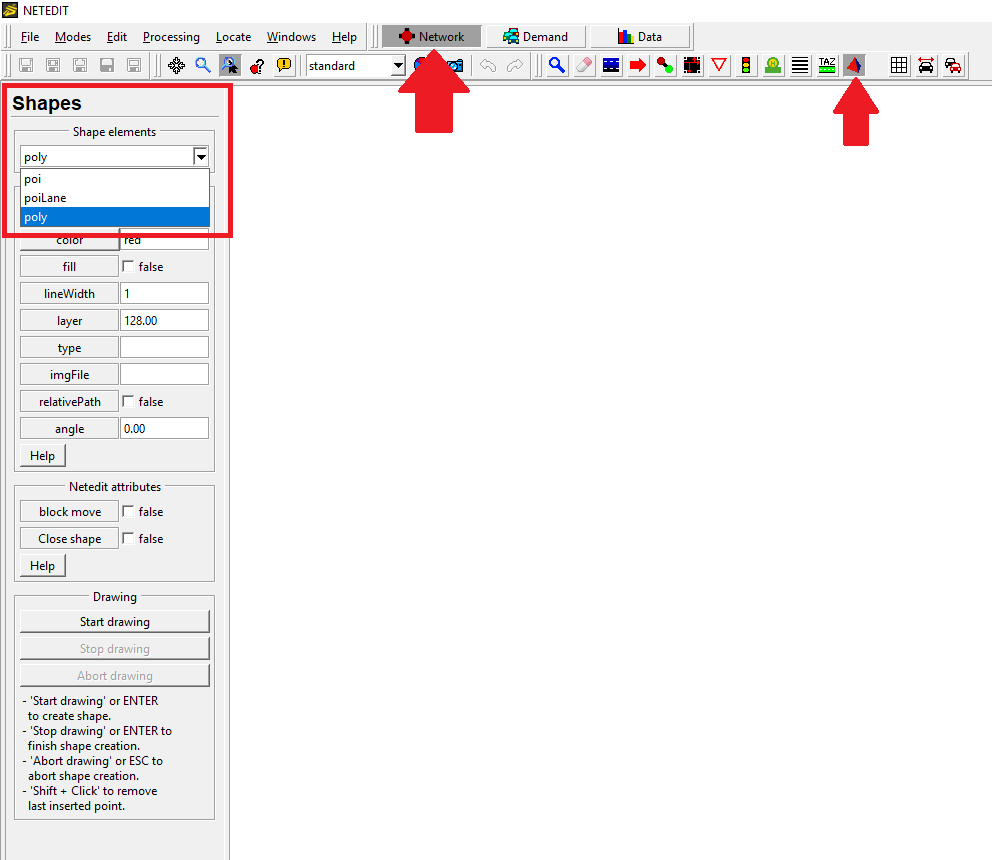 NETEDIT
File Modes Edit Processing Locate Windows Help Network Demand Data
standard TAZ
Shapes
Shape elements
poly
poi
poiLane
poly
color red
fill false
lineWidth 1
layer 128.00
type
imgFile
relativePath false
angle 0.00
Help
Netedit attributes
block move false
Close shape false
Help
Drawing
Start drawing
Stop drawing
Abort drawing
- 'Start drawing' or ENTER
to create shape.
- 'Stop drawing' or ENTER to
finish shape creation.
- 'Abort drawing' or ESC to
abort shape creation.
- 'Shift + Click' to remove
last inserted point.